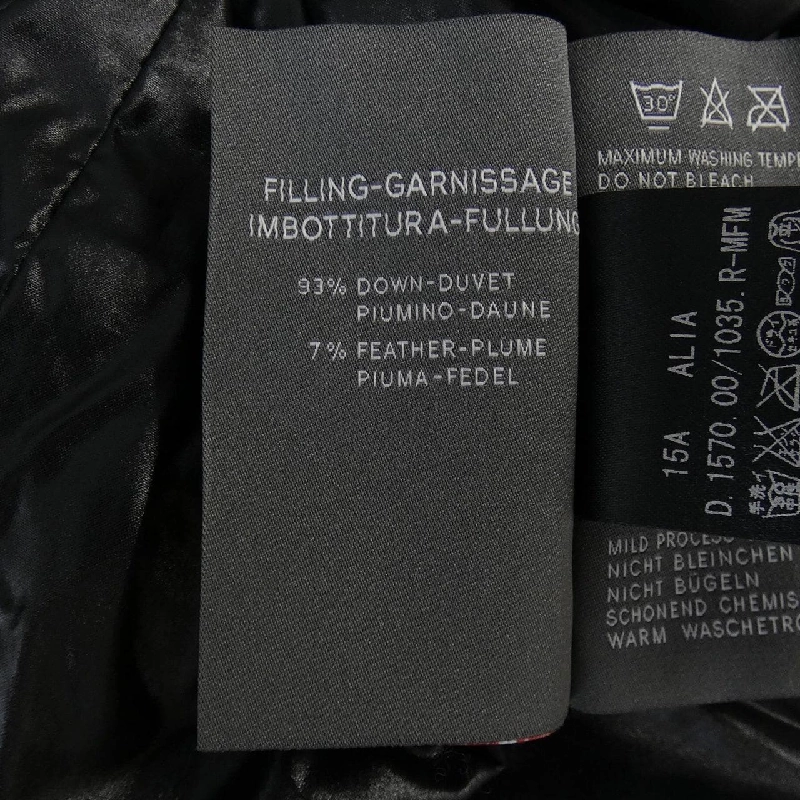 FILLING-GARNISSAGE
IMBOTTITURA-FULLUNG
93% DOWN-DUVET
PIUMINO-DAUNE
7% FEATHER-PLUME
PIUMA-FEDEL
30°
MAXIMUM WASHING TEMPE
DO NOT BLEACH
15A ALIA
D. 1570. 00/1035. R-MFM
MILD PROCESS
NICHT BLEINCHEN
NICHT BÜGELN
SCHONEND CHEMIS
WARM WASCHETRO